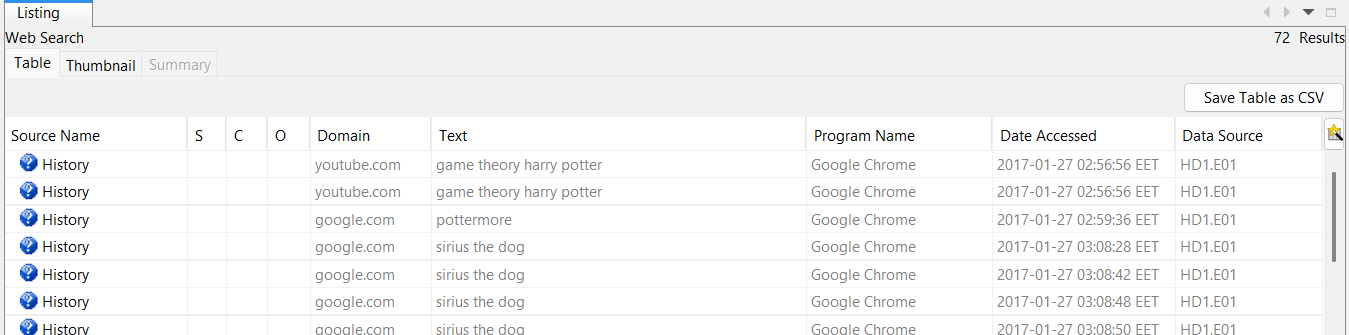 Listing
Web Search 72 Results
Table Thumbnail Summary
Save Table as CSV
Source Name S C O Domain Text Program Name Date Accessed Data Source
History youtube.com game theory harry potter Google Chrome 2017-01-27 02:56:56 EET HD1.E01
History youtube.com game theory harry potter Google Chrome 2017-01-27 02:56:56 EET HD1.E01
History google.com pottermore Google Chrome 2017-01-27 02:59:36 EET HD1.E01
History google.com sirius the dog Google Chrome 2017-01-27 03:08:28 EET HD1.E01
History google.com sirius the dog Google Chrome 2017-01-27 03:08:42 EET HD1.E01
History google.com sirius the dog Google Chrome 2017-01-27 03:08:48 EET HD1.E01
History google.com sirius the dog Google Chrome 2017-01-27 03:08:50 EET HD1.E01